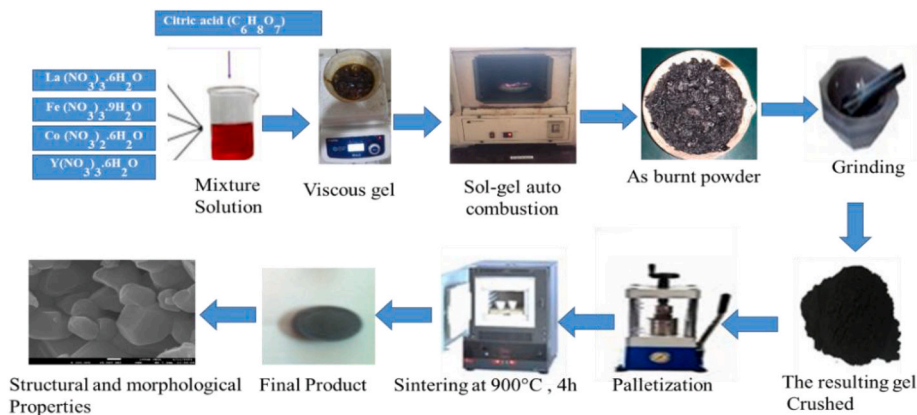 Citric acid (C6H8O7)
La (NO3)3.6H2O
Fe (NO3)3.9H2O
Co (NO3)2.6H2O
Y(NO3)3.6H2O
Mixture
Solution
Viscous gel
Sol-gel auto
combustion
As burnt powder
Grinding
Structural and morphological
Properties
Final Product
Sintering at 900°C , 4h
Palletization
The resulting gel
Crushed